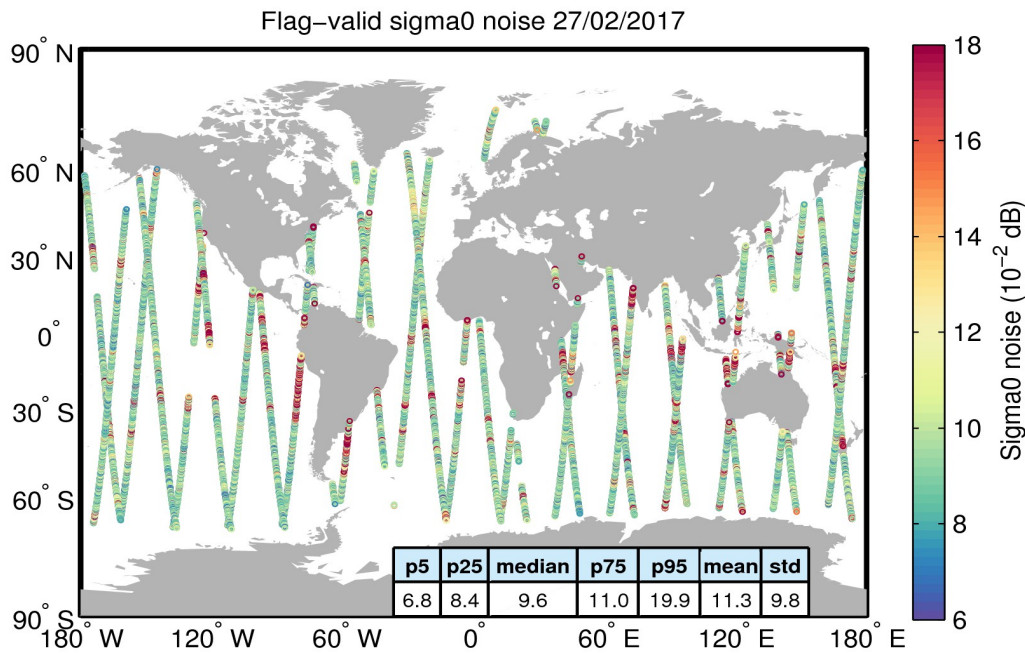 Flag−valid sigma0 noise 27/02/2017
90° N
60° N
30° N
0°
30° S
60° S
90° S
180° W
120° W
60° W
0°
60° E
120° E
180° E
p5 p25 median p75 p95 mean std
6.8 8.4 9.6 11.0 19.9 11.3 9.8
18
16
14
12
10
8
6
Sigma0 noise (10⁻² dB)